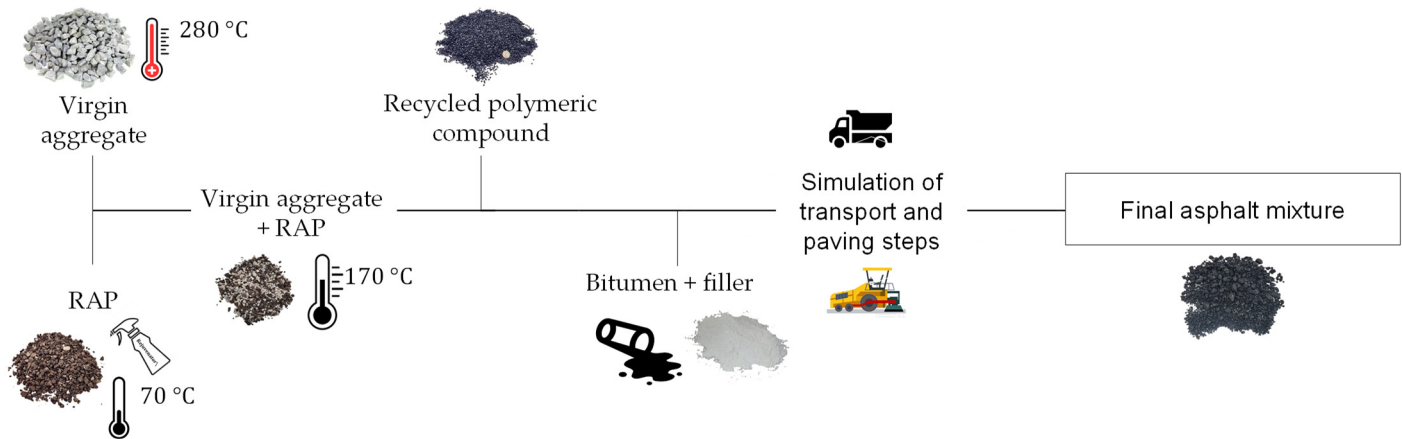 280 °C
Virgin
aggregate
Recycled polymeric
compound
Virgin aggregate
+ RAP
170 °C
RAP
Rejuvenator
70 °C
Bitumen + filler
Simulation of
transport and
paving steps
Final asphalt mixture